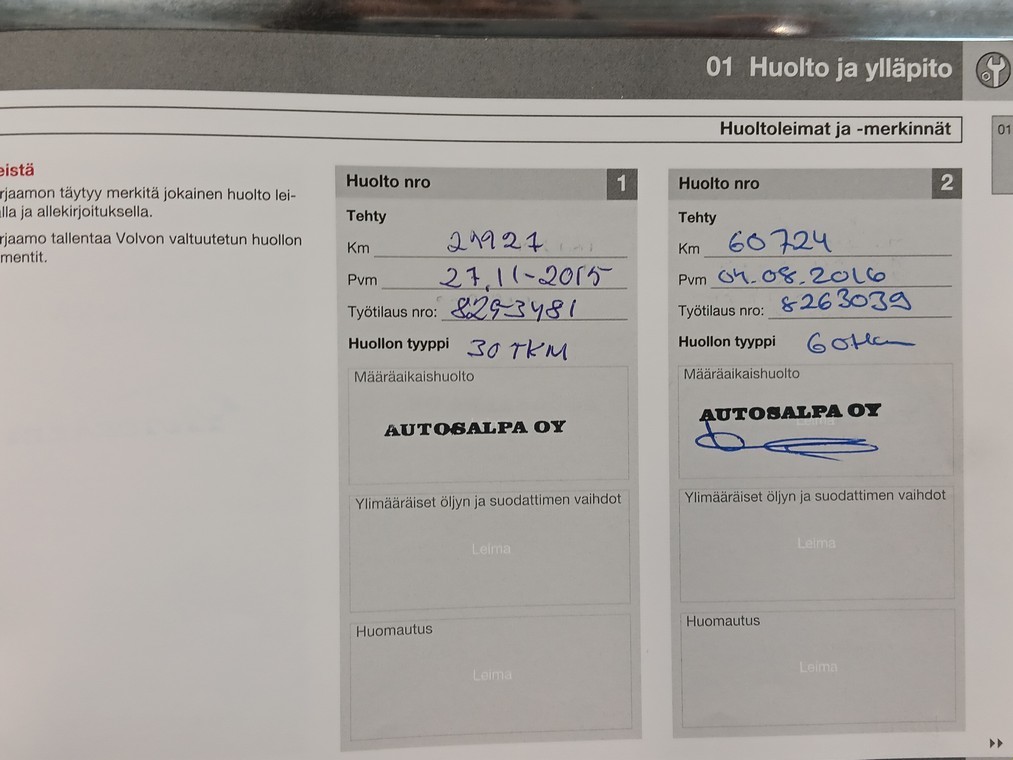 01 Huolto ja ylläpito
Huoltoleimat ja -merkinnät
01
eistä
rjaamon täytyy merkitä jokainen huolto lei-
lla ja allekirjoituksella.
rjaamo tallentaa Volvon valtuutetun huollon
mentit.
Huolto nro 1
Tehty
Km 29927
Pvm 27.11-2015
Työtilaus nro: 8293481
Huollon tyyppi 30 TKM
Määräaikaishuolto
AUTOSALPA OY
Ylimääräiset öljyn ja suodattimen vaihdot
Leima
Huomautus
Leima
Huolto nro 2
Tehty
Km 60724
Pvm 04.08.2016
Työtilaus nro: 8263039
Huollon tyyppi 60tkm
Määräaikaishuolto
AUTOSALPA OY
Leima
Ylimääräiset öljyn ja suodattimen vaihdot
Leima
Huomautus
Leima